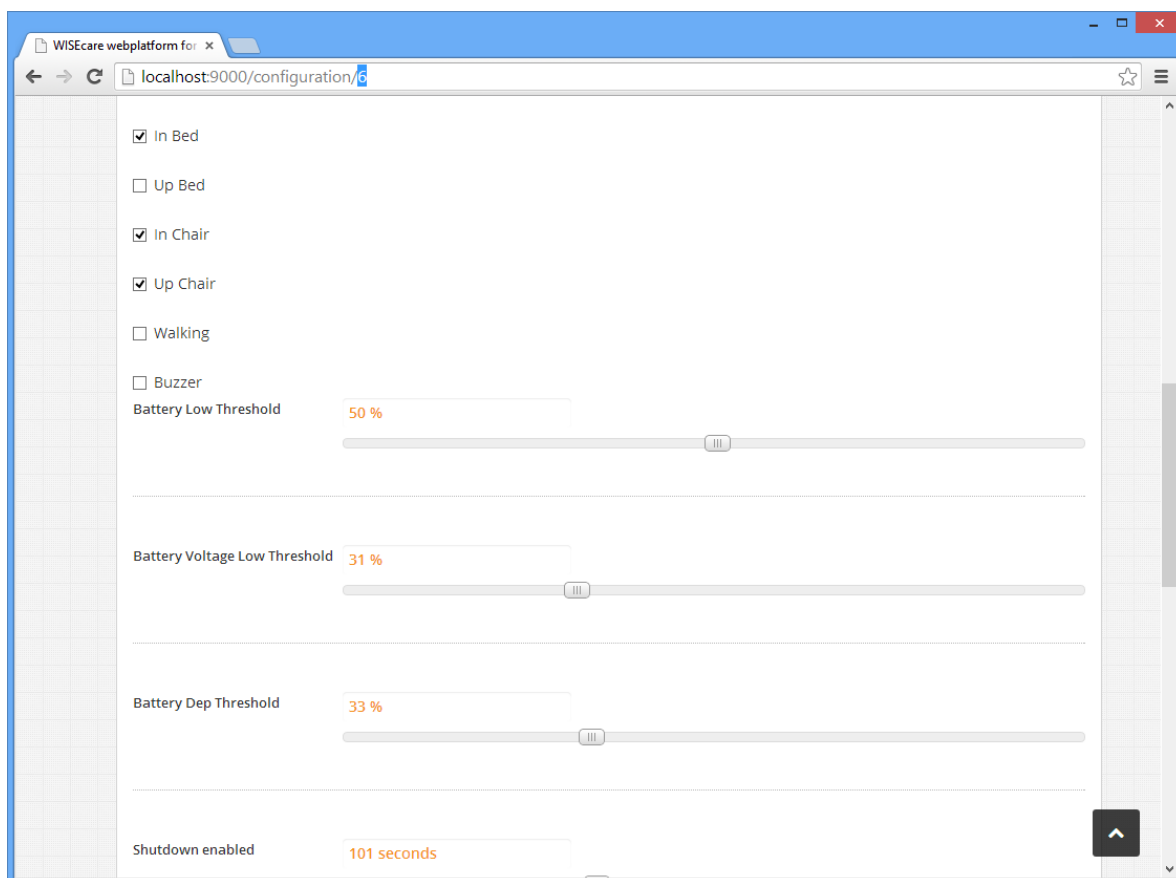 WISEcare webplatform for
localhost:9000/configuration/6
In Bed
Up Bed
In Chair
Up Chair
Walking
Buzzer
Battery Low Threshold
50 %
Battery Voltage Low Threshold
31 %
Battery Dep Threshold
33 %
Shutdown enabled
101 seconds